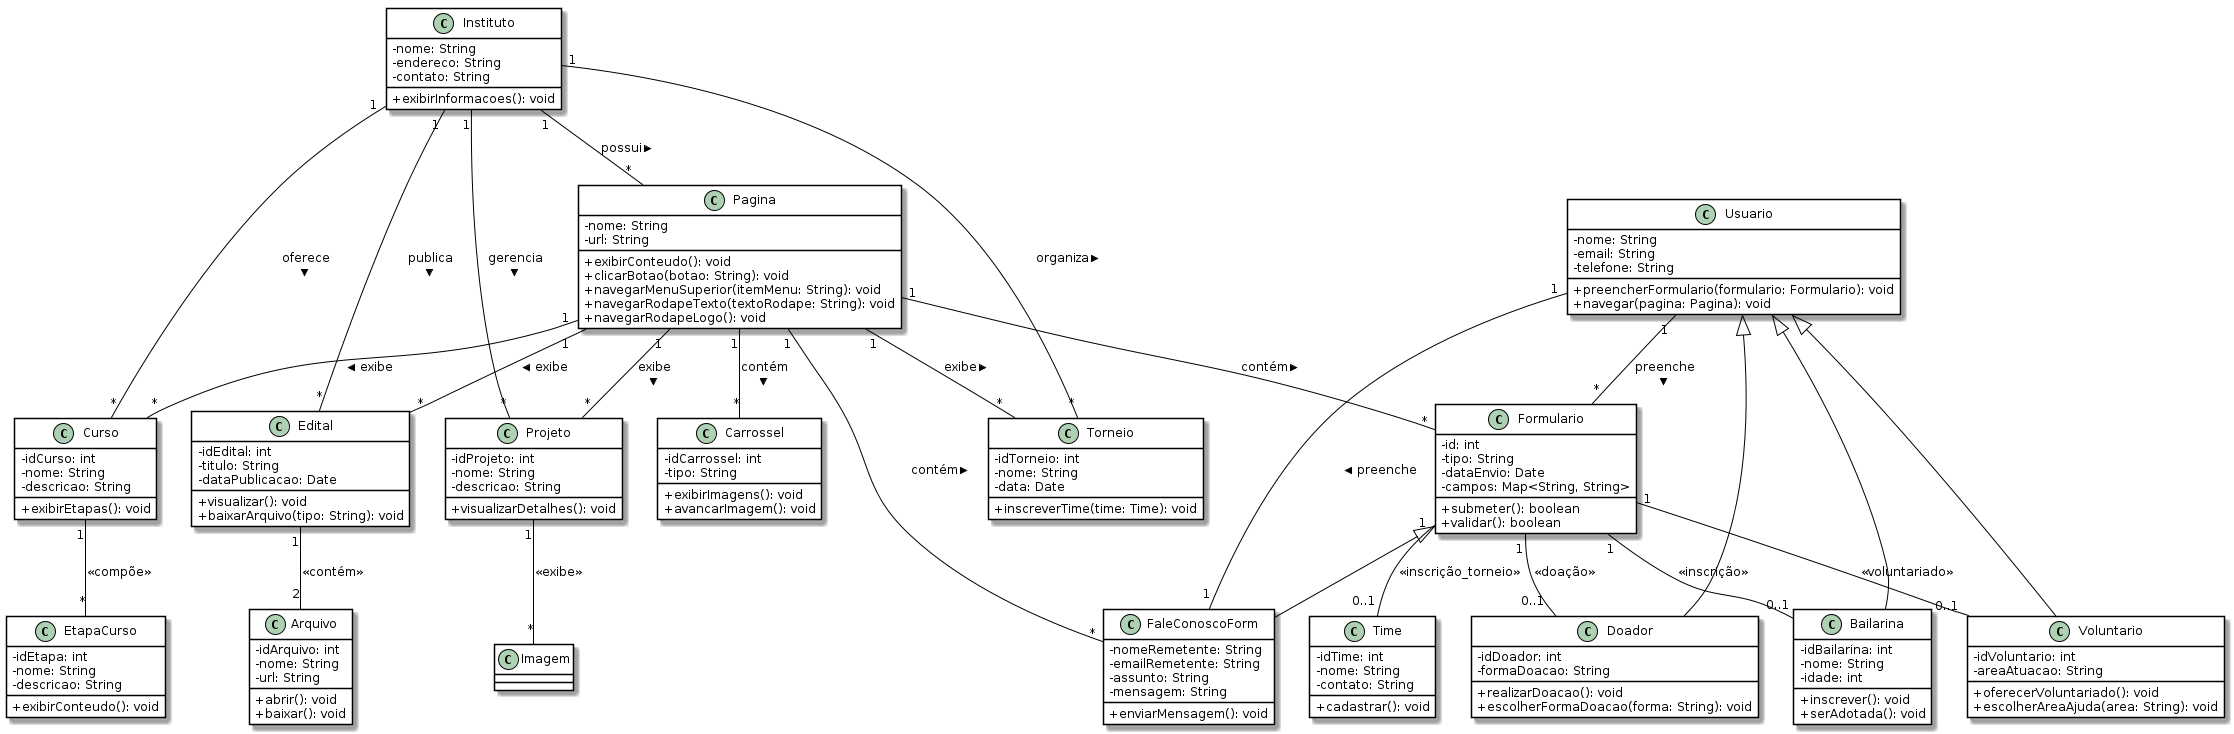 C Instituto
-nome: String
-endereco: String
-contato: String
+exibirInformacoes(): void
1
1
1
1
1
possui▶
*
C Pagina
-nome: String
-url: String
+exibirConteudo(): void
+clicarBotao(botao: String): void
+navegarMenuSuperior(itemMenu: String): void
+navegarRodapeTexto(textoRodape: String): void
+navegarRodapeLogo(): void
C Usuario
-nome: String
-email: String
-telefone: String
+preencherFormulario(formulario: Formulario): void
+navegar(pagina: Pagina): void
oferece
▼
publica
▼
gerencia
▼
organiza▶
1
1
1
1
1
1
1
1
1
1
◀ exibe
◀ exibe
exibe
▼
contém
▼
exibe▶
contém▶
preenche
▼
*
*
*
*
*
*
*
*
*
*
*
C Curso
-idCurso: int
-nome: String
-descricao: String
+exibirEtapas(): void
C Edital
-idEdital: int
-titulo: String
-dataPublicacao: Date
+visualizar(): void
+baixarArquivo(tipo: String): void
C Projeto
-idProjeto: int
-nome: String
-descricao: String
+visualizarDetalhes(): void
C Carrossel
-idCarrossel: int
-tipo: String
+exibirImagens(): void
+avancarImagem(): void
contém▶
C Torneio
-idTorneio: int
-nome: String
-data: Date
+inscreverTime(time: Time): void
◀ preenche
C Formulario
-id: int
-tipo: String
-dataEnvio: Date
-campos: Map<String, String>
+submeter(): boolean
+validar(): boolean
1
1
1
1
1
1
1
«compõe»
«contém»
«exibe»
«inscrição_torneio»
«doação»
«inscrição»
«voluntariado»
*
2
*
1
*
0..1
0..1
0..1
0..1
C EtapaCurso
-idEtapa: int
-nome: String
-descricao: String
+exibirConteudo(): void
C Arquivo
-idArquivo: int
-nome: String
-url: String
+abrir(): void
+baixar(): void
C Imagem
C FaleConoscoForm
-nomeRemetente: String
-emailRemetente: String
-assunto: String
-mensagem: String
+enviarMensagem(): void
C Time
-idTime: int
-nome: String
-contato: String
+cadastrar(): void
C Doador
-idDoador: int
-formaDoacao: String
+realizarDoacao(): void
+escolherFormaDoacao(forma: String): void
C Bailarina
-idBailarina: int
-nome: String
-idade: int
+inscrever(): void
+serAdotada(): void
C Voluntario
-idVoluntario: int
-areaAtuacao: String
+oferecerVoluntariado(): void
+escolherAreaAjuda(area: String): void